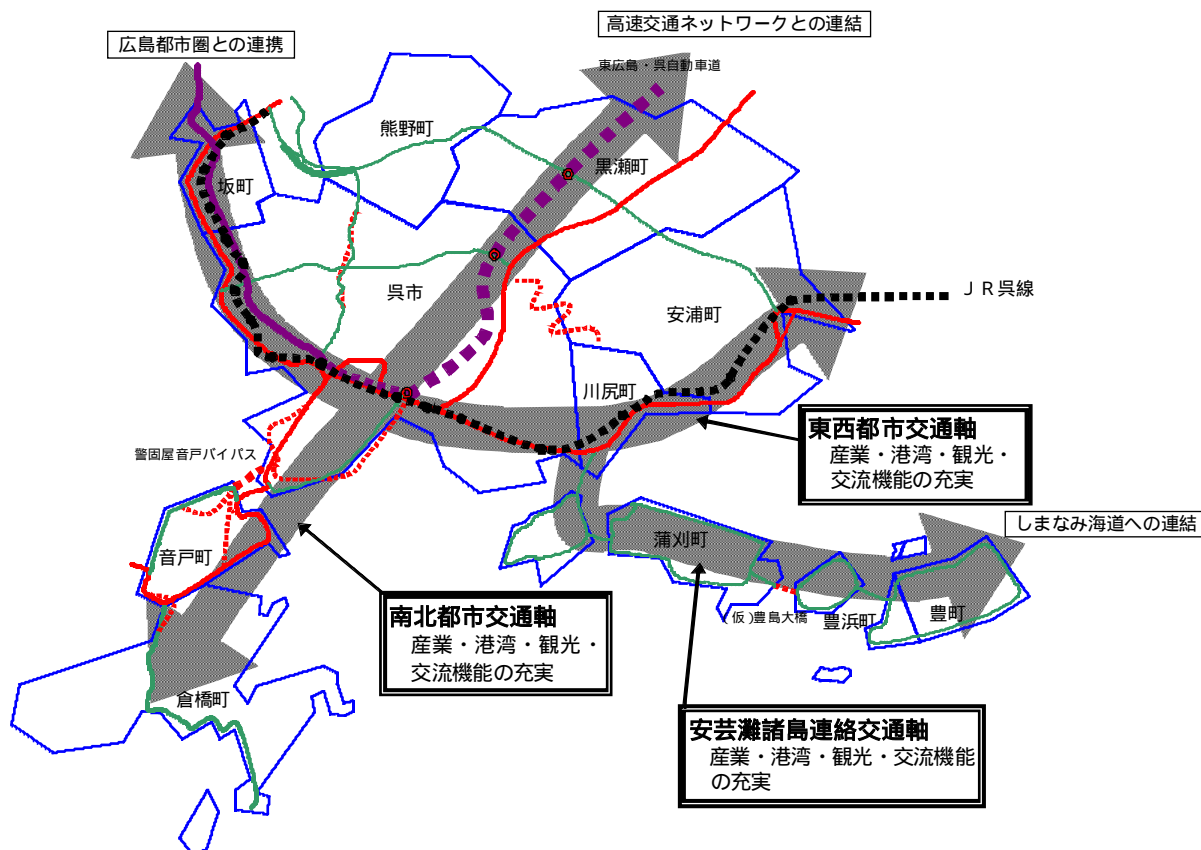 高速交通ネットワークとの連結
広島都市圏との連携
東広島・呉自動車道
熊野町
黒瀬町
坂町
呉市
ＪＲ呉線
安浦町
川尻町
東西都市交通軸
産業・港湾・観光・
交流機能の充実
警固屋音戸バイパス
しまなみ海道への連結
蒲刈町
音戸町
南北都市交通軸
産業・港湾・観光・
交流機能の充実
(仮)豊島大橋
豊浜町
豊町
倉橋町
安芸灘諸島連絡交通軸
産業・港湾・観光・交流機能
の充実